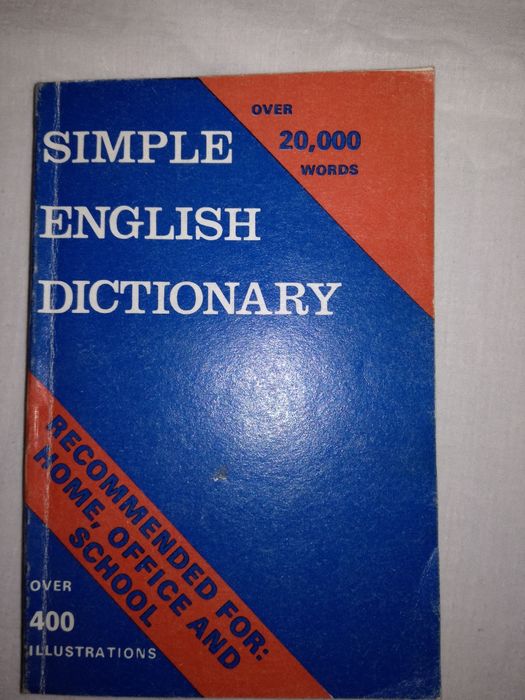 OVER
20,000
WORDS
SIMPLE
ENGLISH
DICTIONARY
RECOMMENDED FOR:
HOME, OFFICE AND
SCHOOL
OVER
400
ILLUSTRATIONS